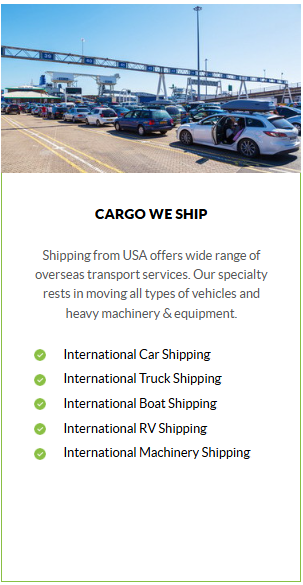 CARGO WE SHIP
Shipping from USA offers wide range of
overseas transport services. Our specialty
rests in moving all types of vehicles and
heavy machinery & equipment.
International Car Shipping
International Truck Shipping
International Boat Shipping
International RV Shipping
International Machinery Shipping